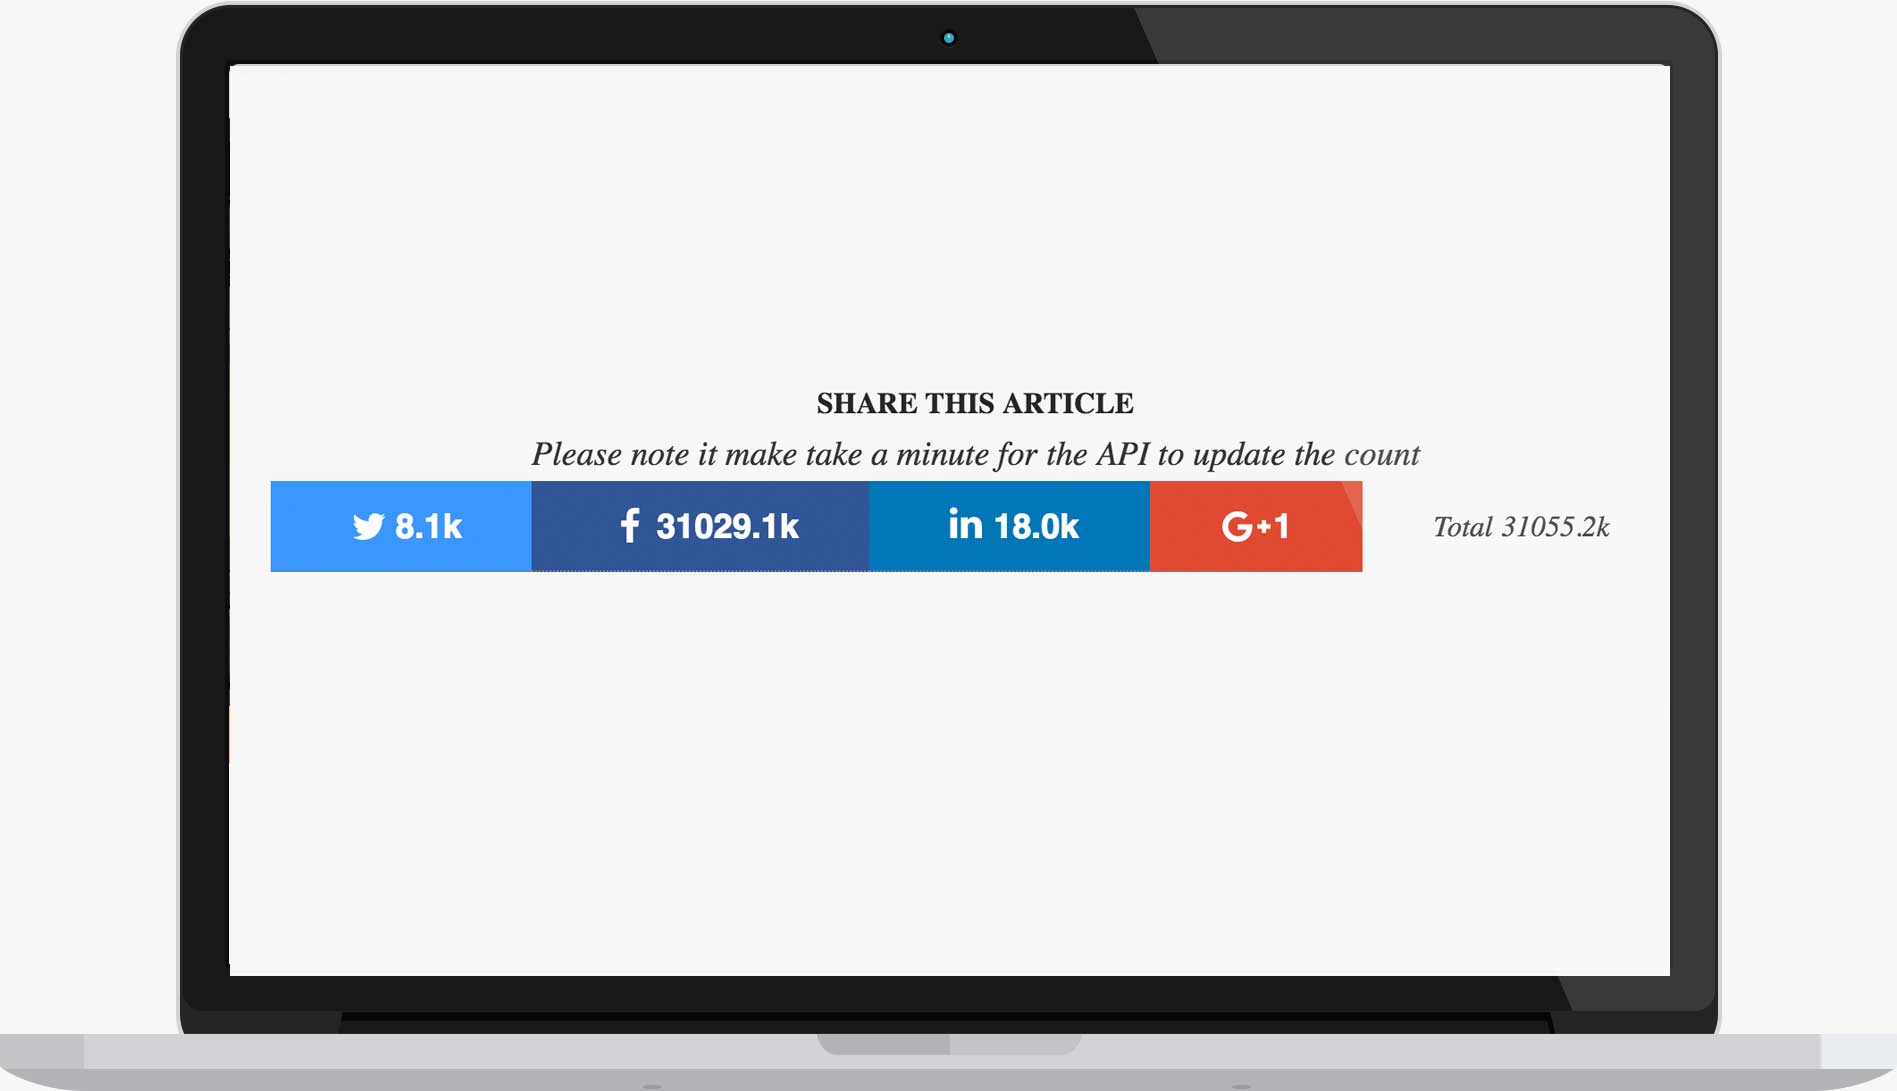 SHARE THIS ARTICLE
Please note it make take a minute for the API to update the count
8.1k f 31029.1k in 18.0k G+1 Total 31055.2k